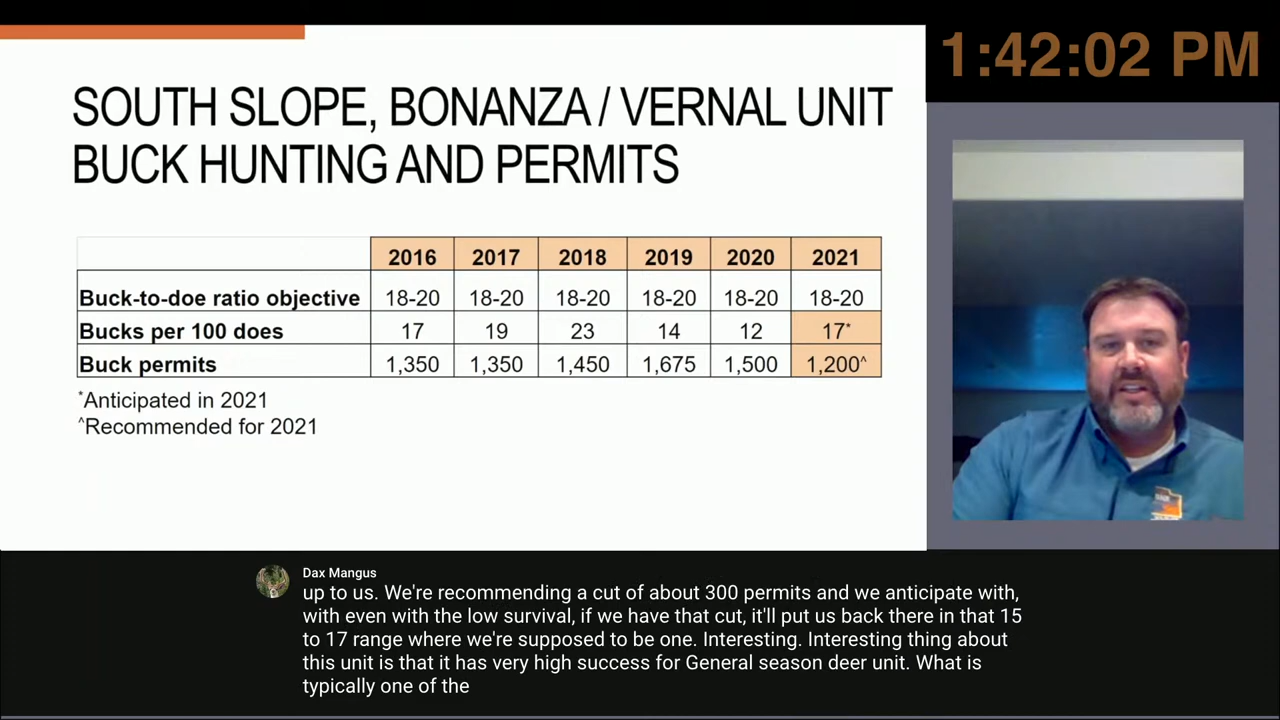 1:42:02 PM
SOUTH SLOPE, BONANZA / VERNAL UNIT
BUCK HUNTING AND PERMITS
2016 2017 2018 2019 2020 2021
Buck-to-doe ratio objective 18-20 18-20 18-20 18-20 18-20 18-20
Bucks per 100 does 17 19 23 14 12 17*
Buck permits 1,350 1,350 1,450 1,675 1,500 1,200^
*Anticipated in 2021
^Recommended for 2021
Dax Mangus
up to us. We're recommending a cut of about 300 permits and we anticipate with,
with even with the low survival, if we have that cut, it'll put us back there in that 15
to 17 range where we're supposed to be one. Interesting. Interesting thing about
this unit is that it has very high success for General season deer unit. What is
typically one of the